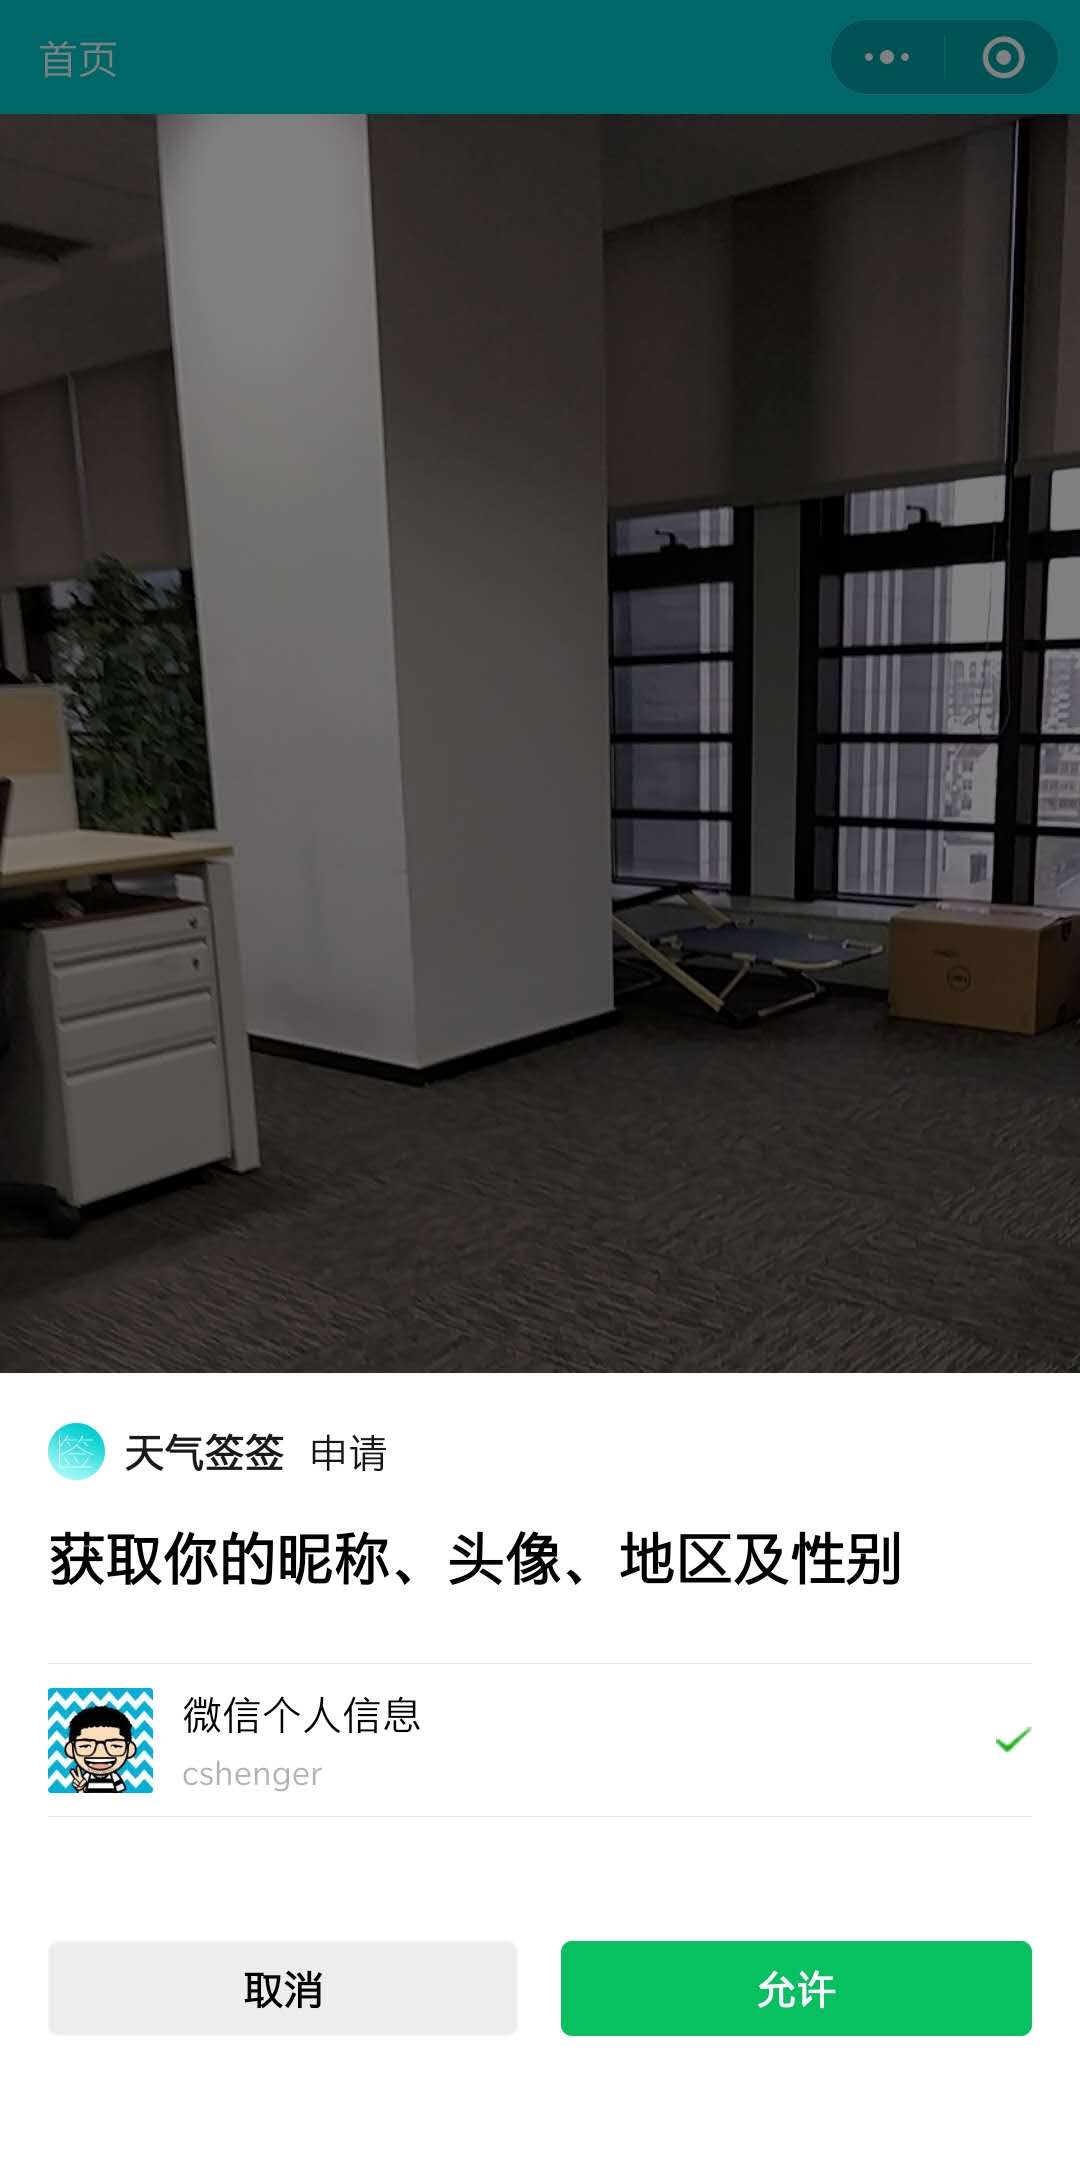 首页
签
天气签签 申请
获取你的昵称、头像、地区及性别
微信个人信息
cshenger
取消
允许